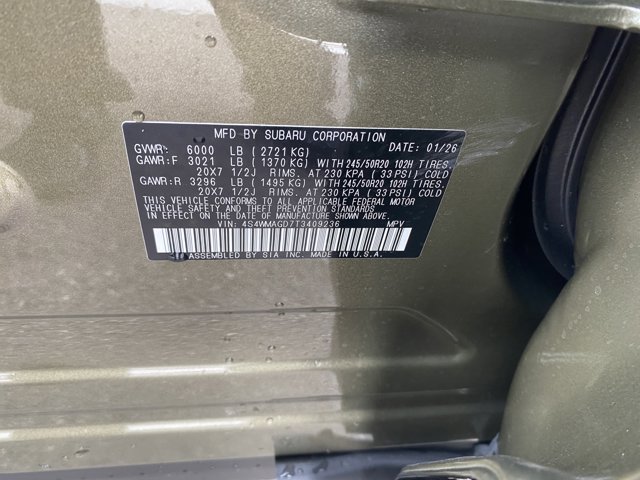 MFD BY SUBARU CORPORATION DATE: 01/26
GVWR: 6000 LB ( 2721 KG)
GAWR:F 3021 LB ( 1370 KG) WITH 245/50R20 102H TIRES.
20X7 1/2J RIMS. AT 230 KPA ( 33 PSI) COLD
GAWR:R 3296 LB ( 1495 KG) WITH 245/50R20 102H TIRES.
20X7 1/2J RIMS. AT 230 KPA ( 33 PSI) COLD
THIS VEHICLE CONFORMS TO ALL APPLICABLE FEDERAL MOTOR
VEHICLE SAFETY AND THEFT PREVENTION STANDARDS
IN EFFECT ON THE DATE OF MANUFACTURE SHOWN ABOVE.
VIN: 4S4WMAGD7T3409236 MPV
ASSEMBLED BY SIA INC. MADE IN U.S.A.